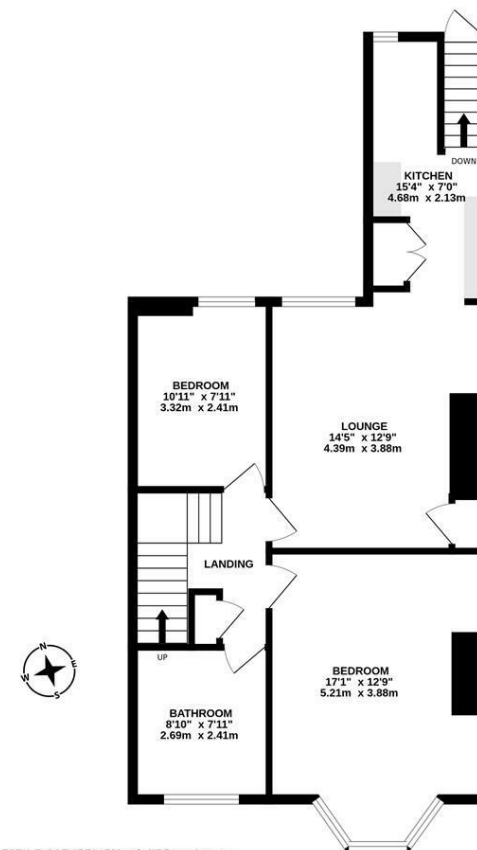 DOWN
KITCHEN
15'4" x 7'0"
4.68m x 2.13m
BEDROOM
10'11" x 7'11"
3.32m x 2.41m
LOUNGE
14'5" x 12'9"
4.39m x 3.88m
LANDING
UP
N
E
S
W
BEDROOM
17'1" x 12'9"
5.21m x 3.88m
BATHROOM
8'10" x 7'11"
2.69m x 2.41m